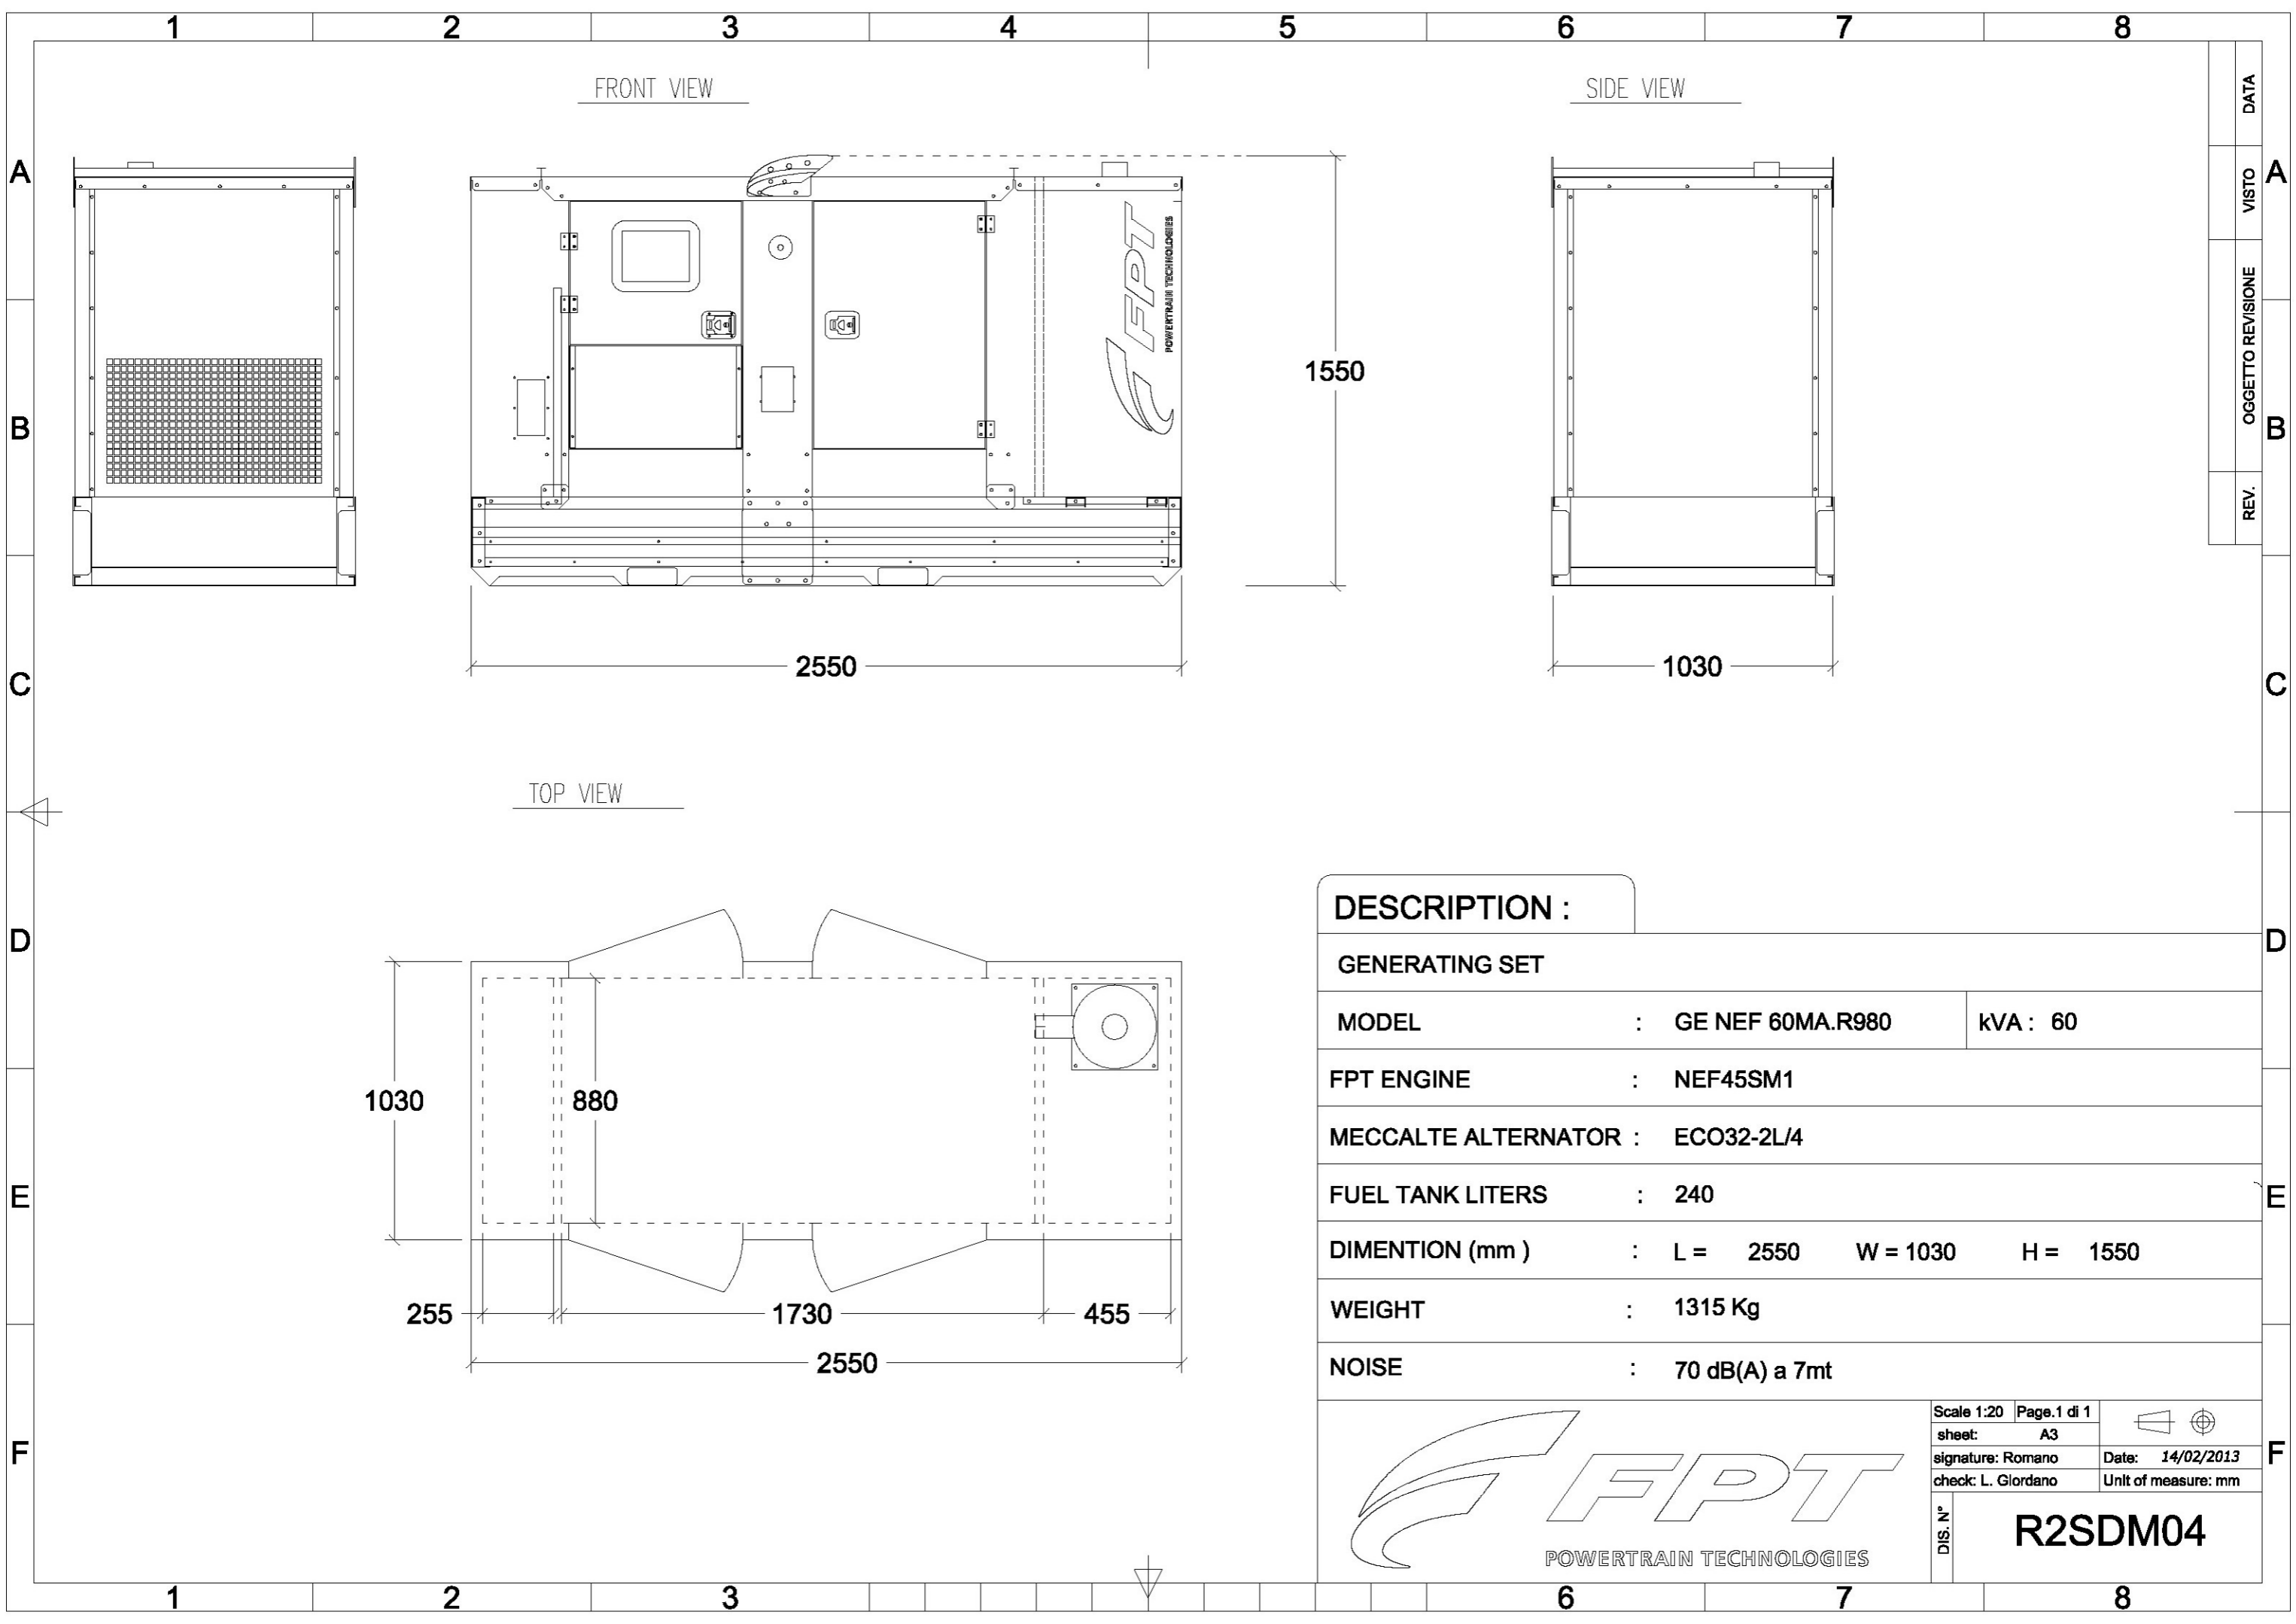 1 2 3 4 5 6 7 8
FRONT VIEW
SIDE VIEW
A
A
B
B
C
C
D
D
E
E
F
F
DATA
VISTO
OGGETTO REVISIONE
REV.
FPT
POWERTRAIN TECHNOLOGIES
1550
2550
1030
TOP VIEW
1030
880
255
1730
455
2550
DESCRIPTION :
GENERATING SET
MODEL : GE NEF 60MA.R980 kVA : 60
FPT ENGINE : NEF45SM1
MECCALTE ALTERNATOR : ECO32-2L/4
FUEL TANK LITERS : 240
DIMENTION (mm ) : L = 2550 W = 1030 H = 1550
WEIGHT : 1315 Kg
NOISE : 70 dB(A) a 7mt
FPT
POWERTRAIN TECHNOLOGIES
Scale 1:20 Page.1 di 1
sheet: A3
signature: Romano Date: 14/02/2013
check: L. Giordano Unit of measure: mm
DIS. N° R2SDM04
1 2 3 6 7 8